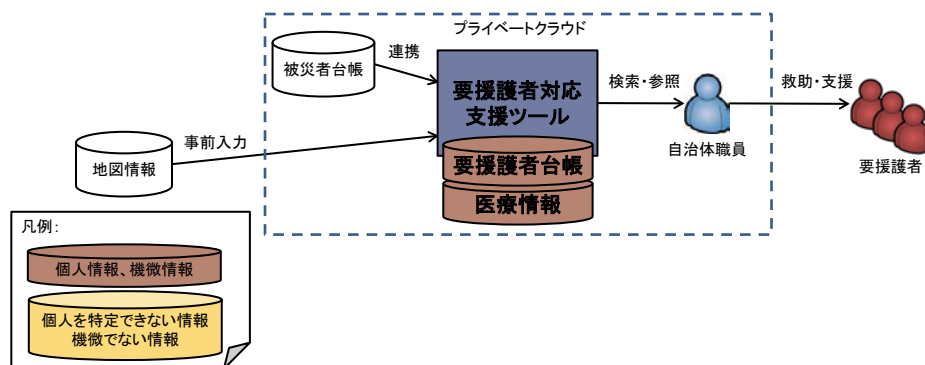 プライベートクラウド
被災者台帳
連携
要援護者対応
支援ツール
検索・参照
救助・支援
地図情報
事前入力
要援護者台帳
医療情報
自治体職員
要援護者
凡例:
個人情報、機微情報
個人を特定できない情報
機微でない情報